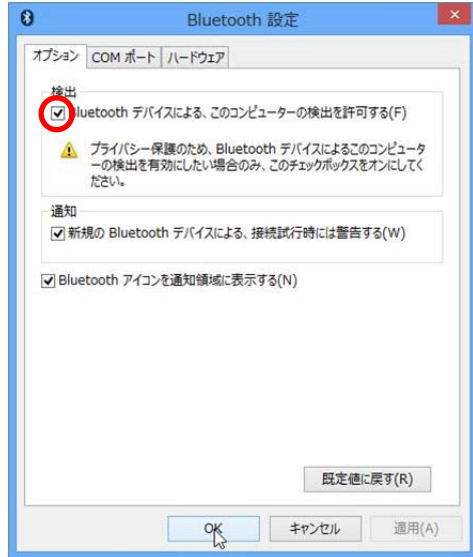 Bluetooth 設定
オプション COM ポート ハードウェア
検出
Bluetooth デバイスによる、このコンピューターの検出を許可する(F)
プライバシー保護のため、Bluetooth デバイスによるこのコンピュータ
ーの検出を有効にしたい場合のみ、このチェックボックスをオンにしてく
ださい。
通知
新規の Bluetooth デバイスによる、接続試行時には警告する(W)
Bluetooth アイコンを通知領域に表示する(N)
既定値に戻す(R)
OK キャンセル 適用(A)